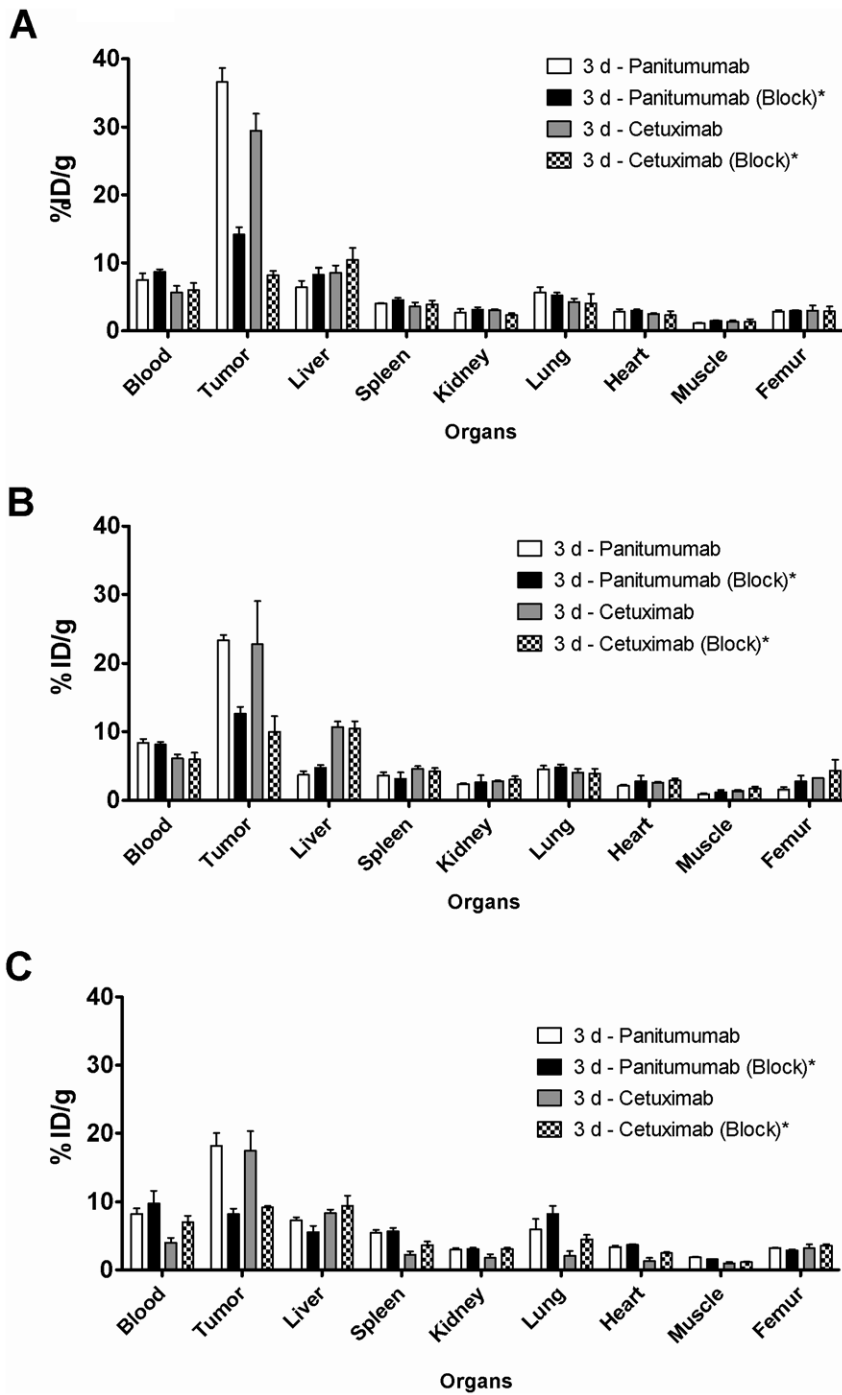 A
40
30
20
10
0
%ID/g
3 d - Panitumumab
3 d - Panitumumab (Block)*
3 d - Cetuximab
3 d - Cetuximab (Block)*
Blood
Tumor
Liver
Spleen
Kidney
Lung
Heart
Muscle
Femur
Organs
B
40
30
20
10
0
% ID/g
3 d - Panitumumab
3 d - Panitumumab (Block)*
3 d - Cetuximab
3 d - Cetuximab (Block)*
Blood
Tumor
Liver
Spleen
Kidney
Lung
Heart
Muscle
Femur
Organs
C
40
30
20
10
0
% ID/g
3 d - Panitumumab
3 d - Panitumumab (Block)*
3 d - Cetuximab
3 d - Cetuximab (Block)*
Blood
Tumor
Liver
Spleen
Kidney
Lung
Heart
Muscle
Femur
Organs